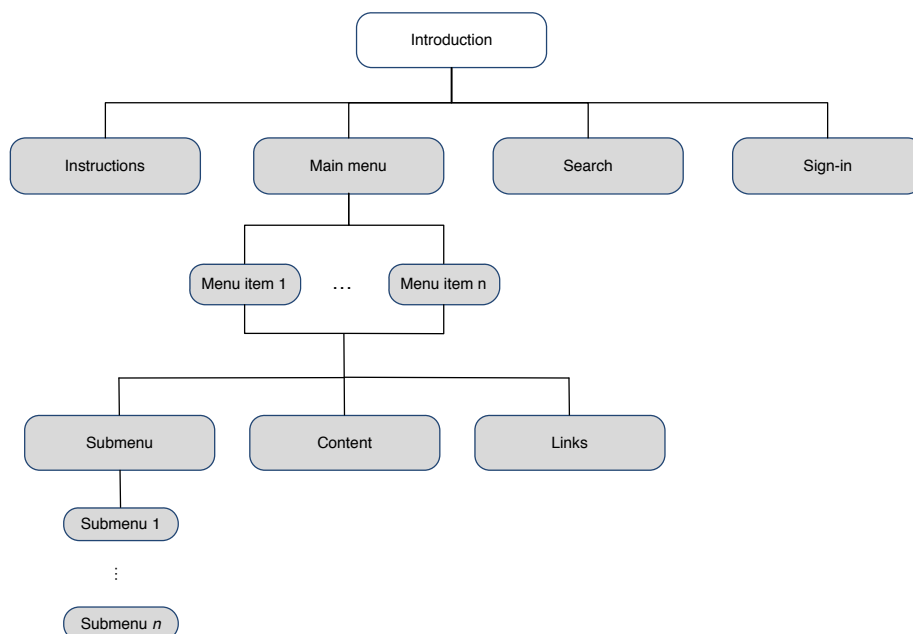 Introduction
Instructions
Main menu
Search
Sign-in
Menu item 1
...
Menu item n
Submenu
Content
Links
Submenu 1
⋮
Submenu n